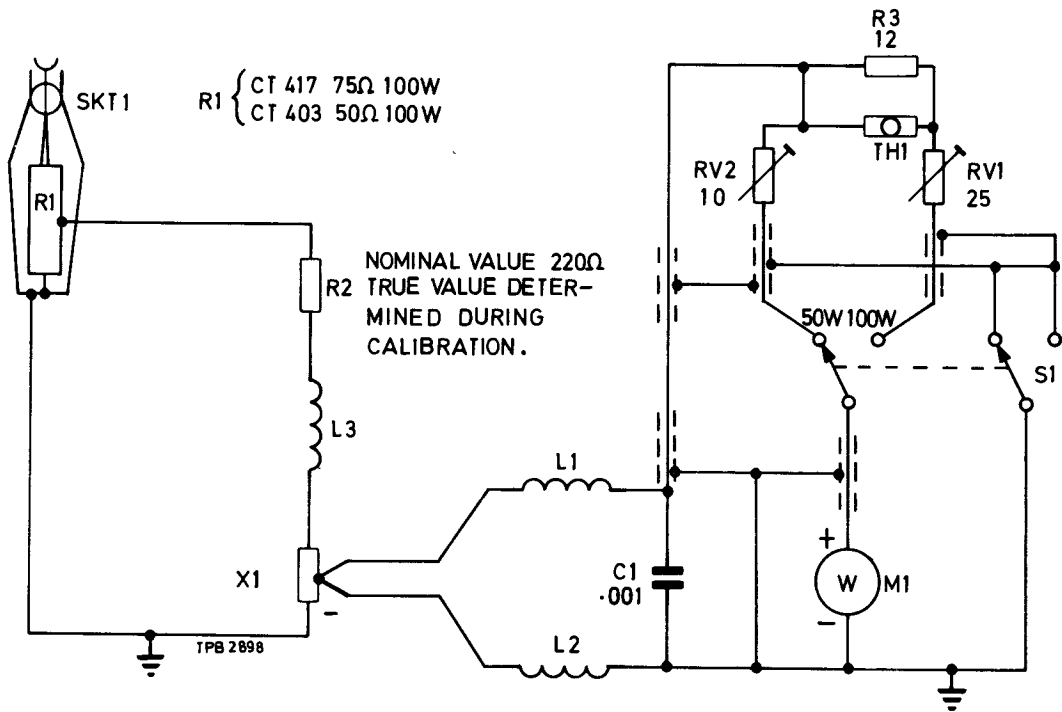 R3
12
SKT1
R1 { CT 417 75Ω 100W
CT 403 50Ω 100W
TH1
RV2
10
RV1
25
R1
R2
NOMINAL VALUE 220Ω
TRUE VALUE DETER-
MINED DURING
CALIBRATION.
50W 100W
S1
L3
L1
X1
-
C1
.001
+
W
M1
-
L2
TPB 2898